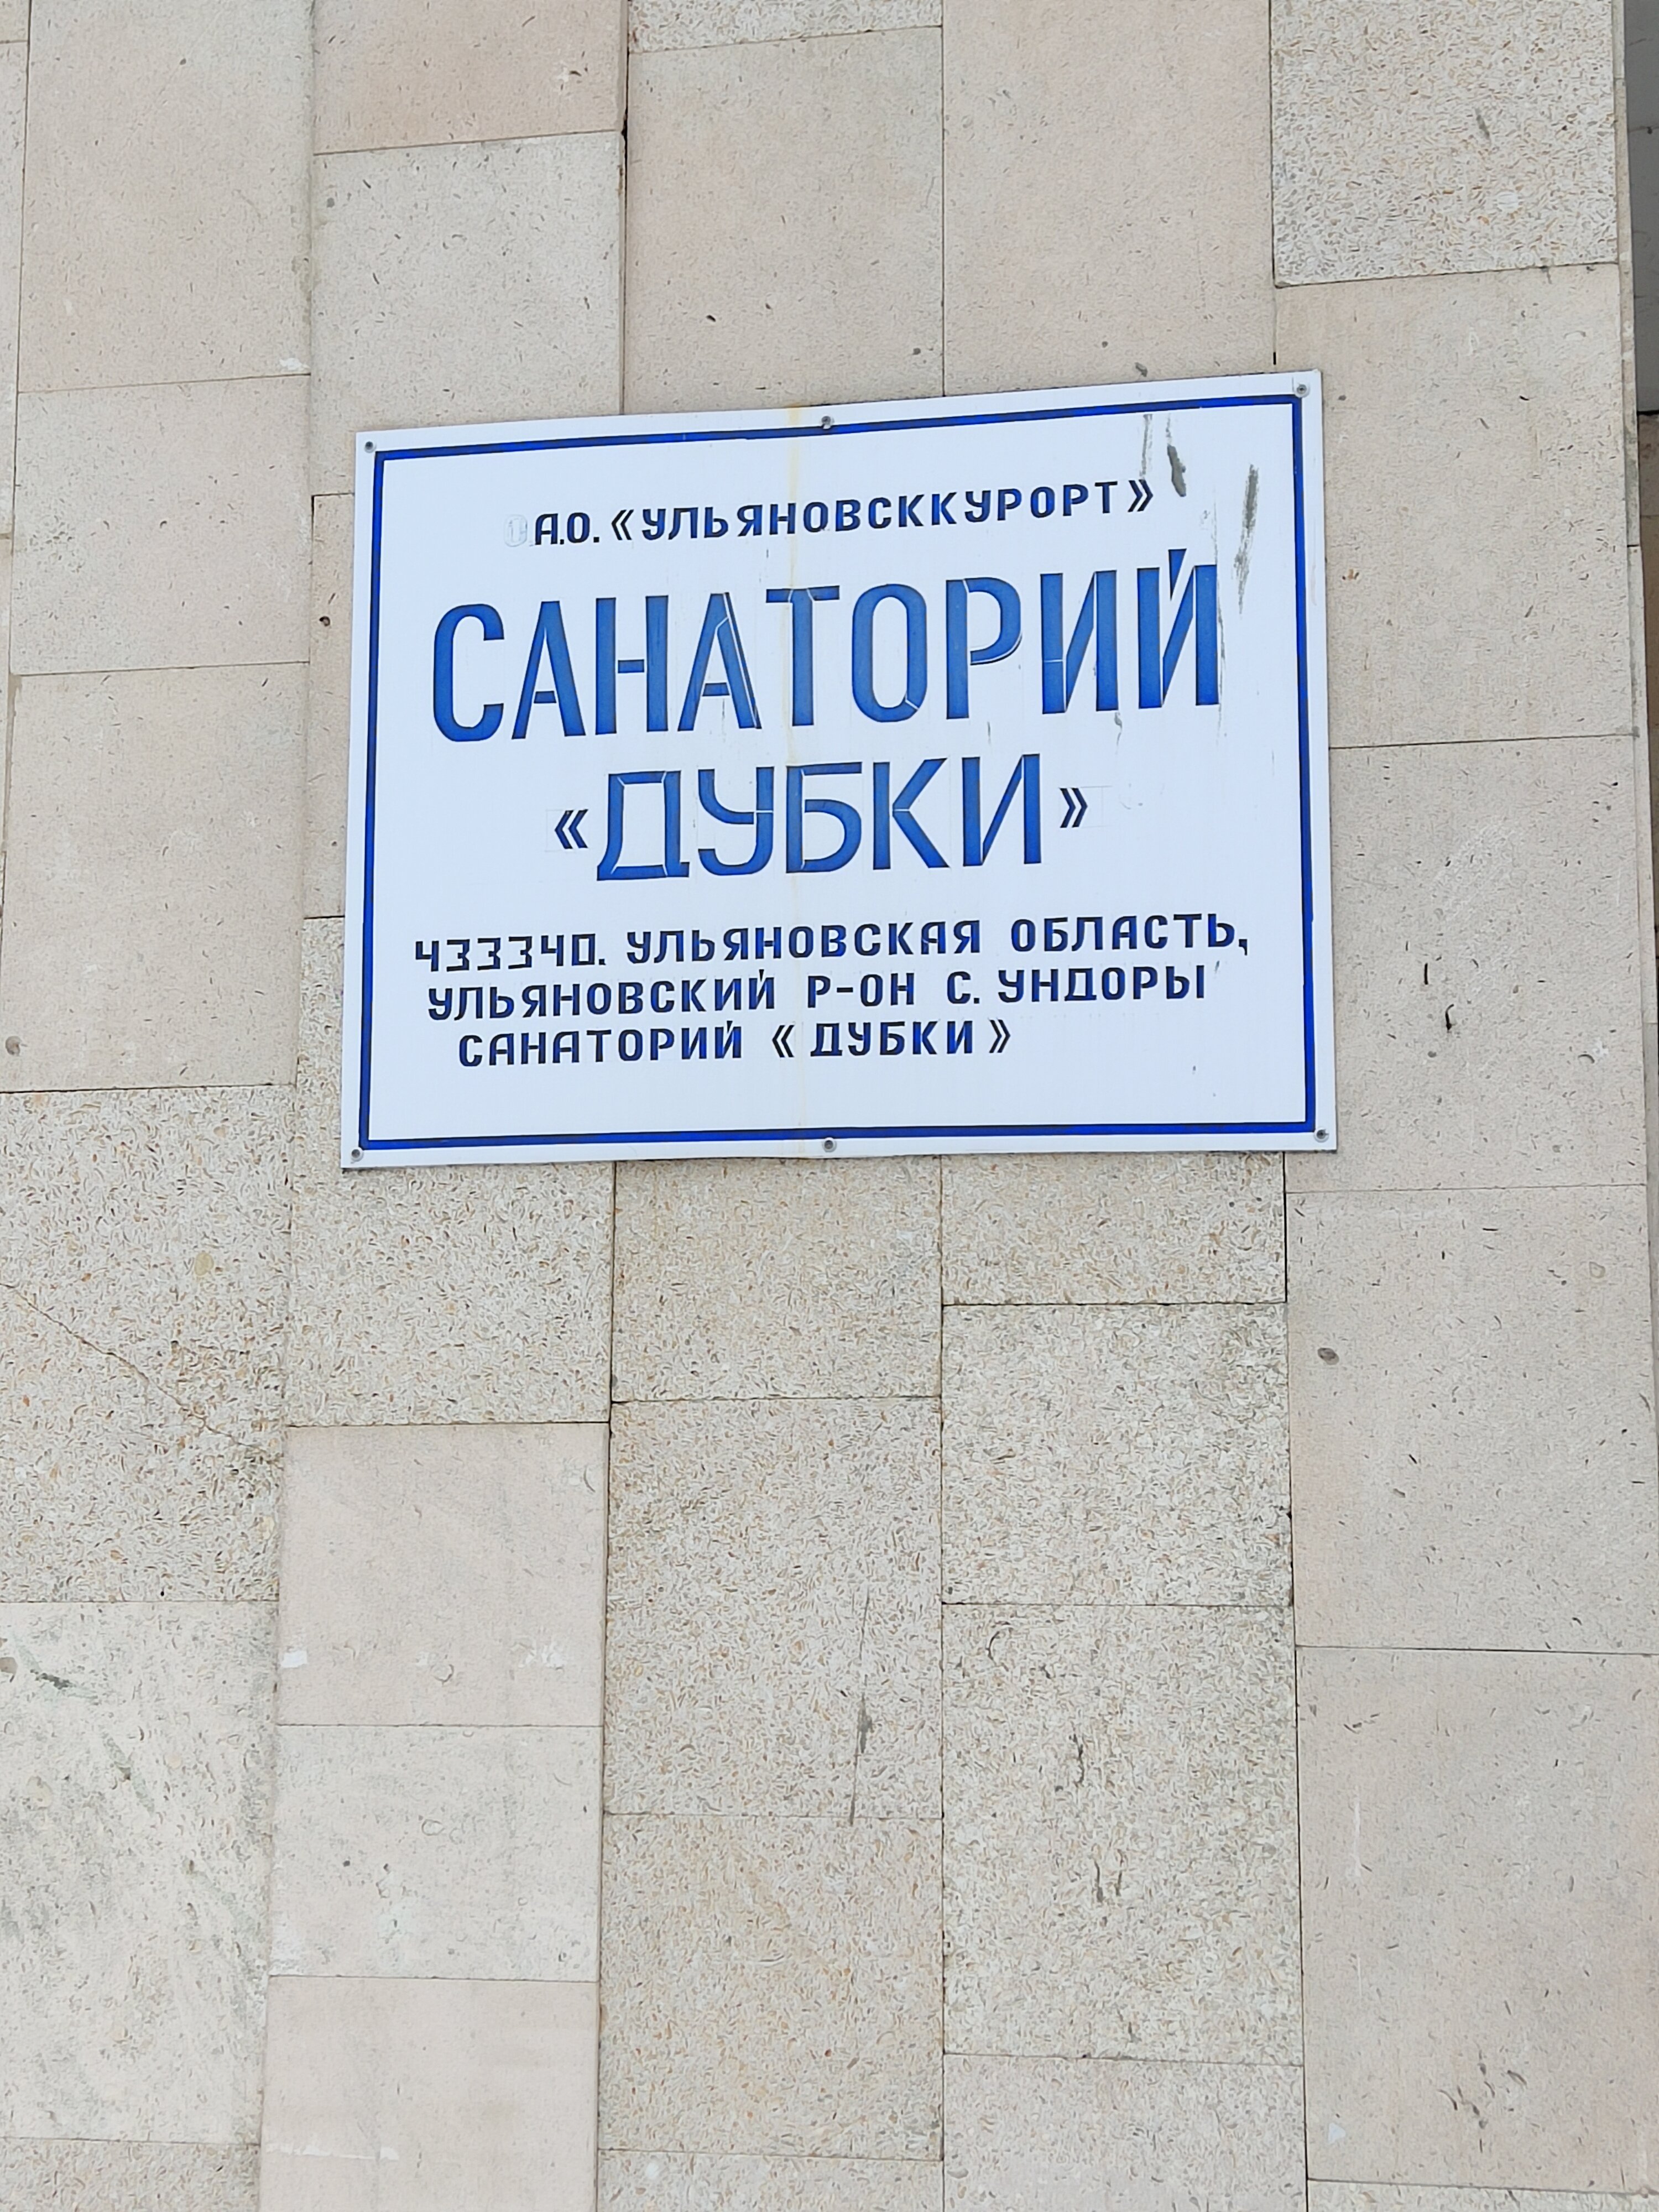 А.О. «УЛЬЯНОВСККУРОРТ»
САНАТОРИЙ
«ДУБКИ»
433340. УЛЬЯНОВСКАЯ ОБЛАСТЬ,
УЛЬЯНОВСКИЙ Р-ОН С. УНДОРЫ
САНАТОРИЙ « ДУБКИ »